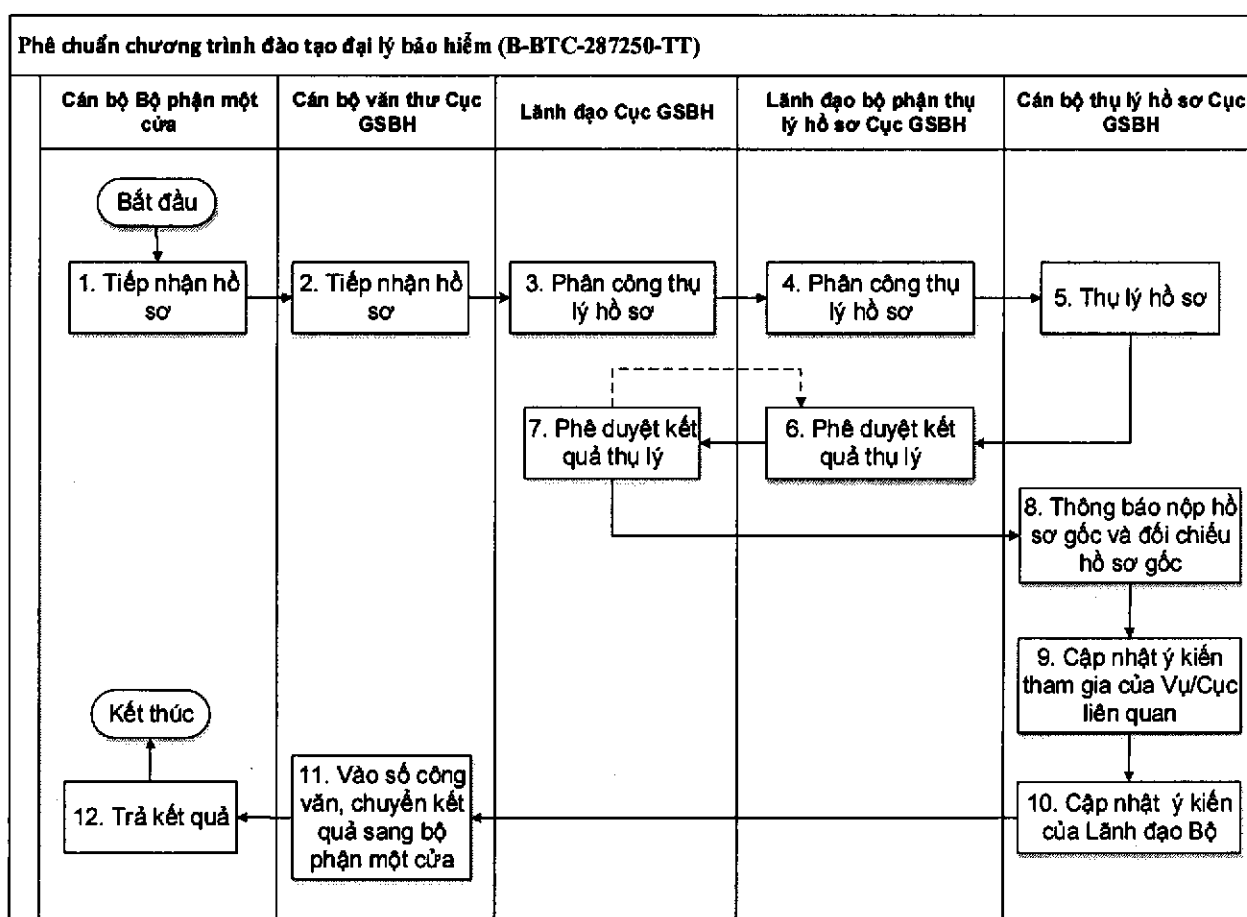 Phê chuẩn chương trình đào tạo đại lý bảo hiểm (B-BTC-287250-TT)
Cán bộ Bộ phận một
cửa
Cán bộ văn thư Cục
GSBH
Lãnh đạo Cục GSBH
Lãnh đạo bộ phận thụ
lý hồ sơ Cục GSBH
Cán bộ thụ lý hồ sơ Cục
GSBH
Bắt đầu
1. Tiếp nhận hồ
sơ
2. Tiếp nhận hồ
sơ
3. Phân công thụ
lý hồ sơ
4. Phân công thụ
lý hồ sơ
5. Thụ lý hồ sơ
7. Phê duyệt kết
quả thụ lý
6. Phê duyệt kết
quả thụ lý
8. Thông báo nộp hồ
sơ gốc và đối chiếu
hồ sơ gốc
9. Cập nhật ý kiến
tham gia của Vụ/Cục
liên quan
Kết thúc
12. Trả kết quả
11. Vào số công
văn, chuyển kết
quả sang bộ
phận một cửa
10. Cập nhật ý kiến
của Lãnh đạo Bộ